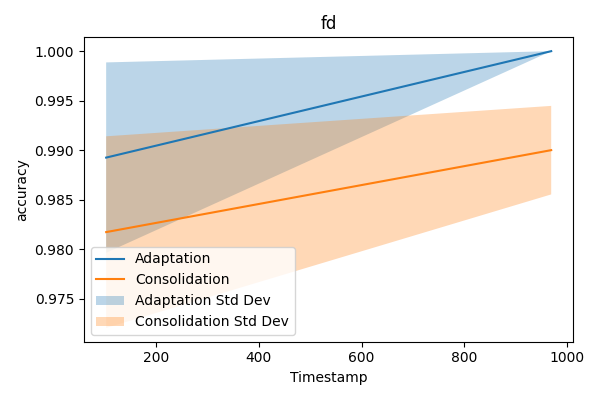 fd
1.000
0.995
0.990
0.985
0.980
0.975
accuracy
Adaptation
Consolidation
Adaptation Std Dev
Consolidation Std Dev
200 400 600 800 1000
Timestamp